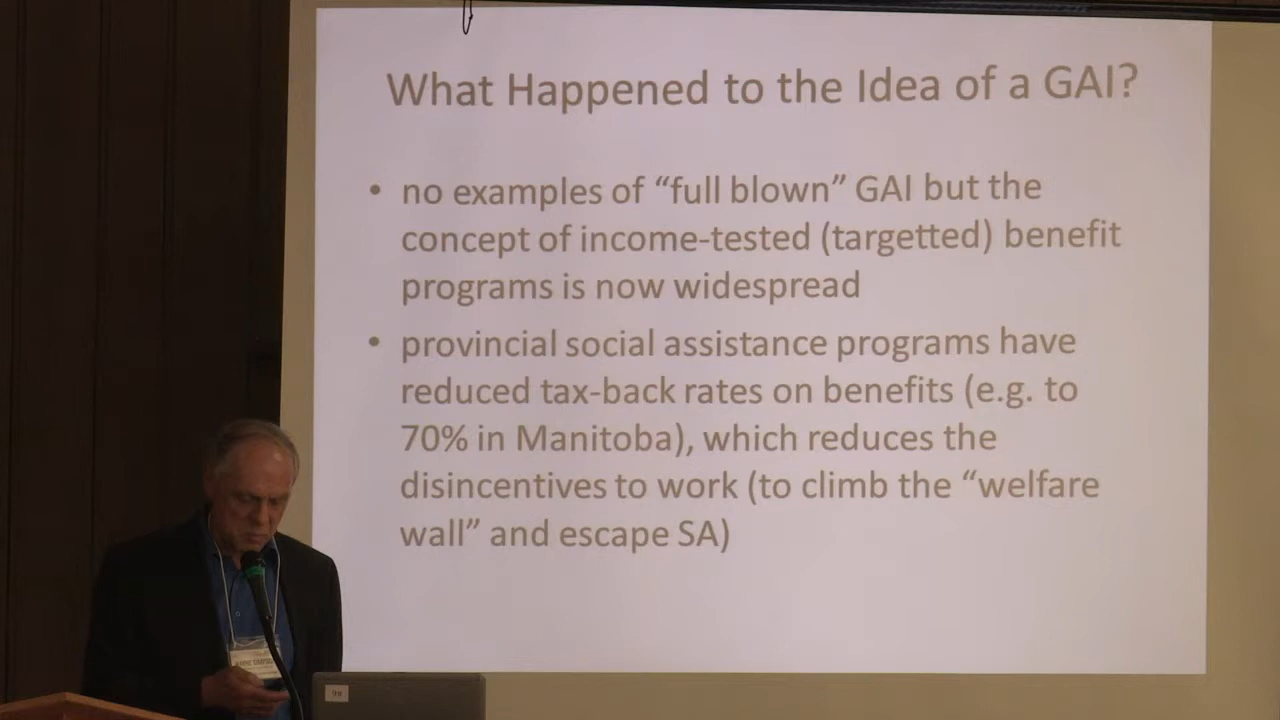 What Happened to the Idea of a GAI?
• no examples of “full blown” GAI but the
concept of income-tested (targetted) benefit
programs is now widespread
• provincial social assistance programs have
reduced tax-back rates on benefits (e.g. to
70% in Manitoba), which reduces the
disincentives to work (to climb the “welfare
wall” and escape SA)